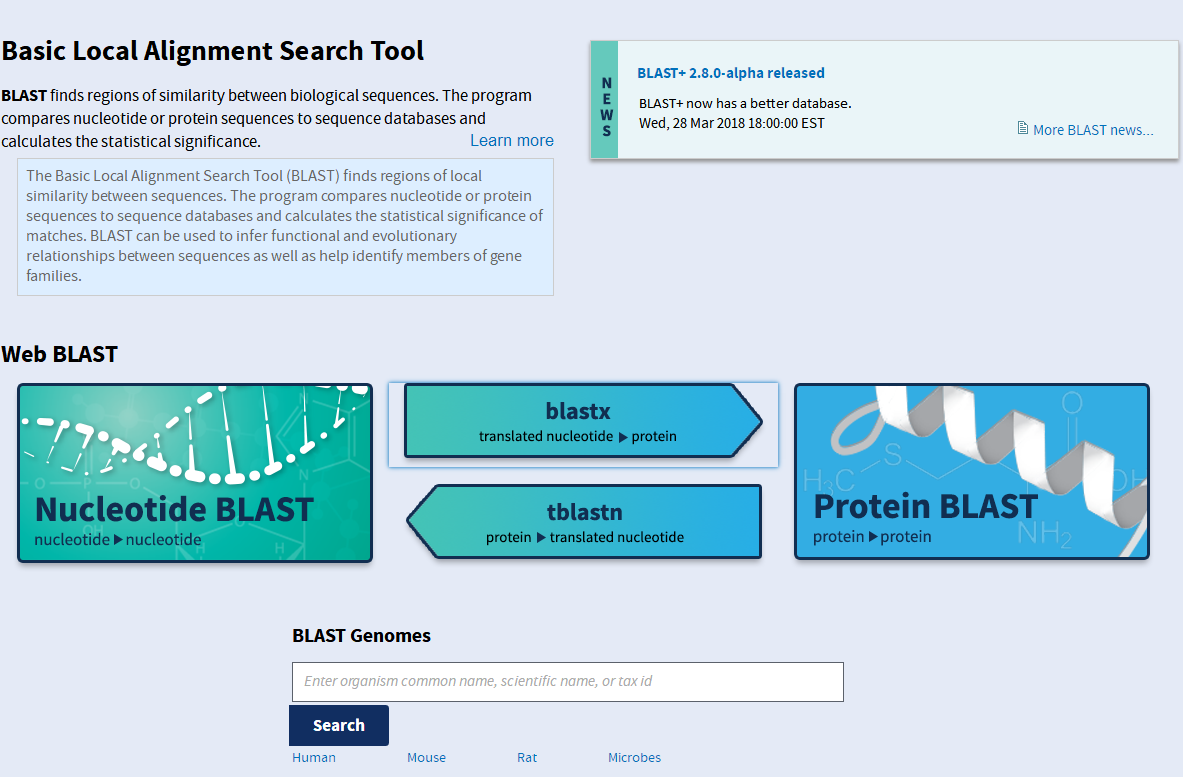 Basic Local Alignment Search Tool
BLAST finds regions of similarity between biological sequences. The program
compares nucleotide or protein sequences to sequence databases and
calculates the statistical significance.
Learn more
The Basic Local Alignment Search Tool (BLAST) finds regions of local
similarity between sequences. The program compares nucleotide or protein
sequences to sequence databases and calculates the statistical significance of
matches. BLAST can be used to infer functional and evolutionary
relationships between sequences as well as help identify members of gene
families.
NEWS
BLAST+ 2.8.0-alpha released
BLAST+ now has a better database.
Wed, 28 Mar 2018 18:00:00 EST
More BLAST news...
Web BLAST
O
P
O
OH
N
H
H
Nucleotide BLAST
nucleotide ▶ nucleotide
blastx
translated nucleotide ▶ protein
tblastn
protein ▶ translated nucleotide
O
S
H3C
OH
NH2
Protein BLAST
protein ▶ protein
BLAST Genomes
Enter organism common name, scientific name, or tax id
Search
Human Mouse Rat Microbes